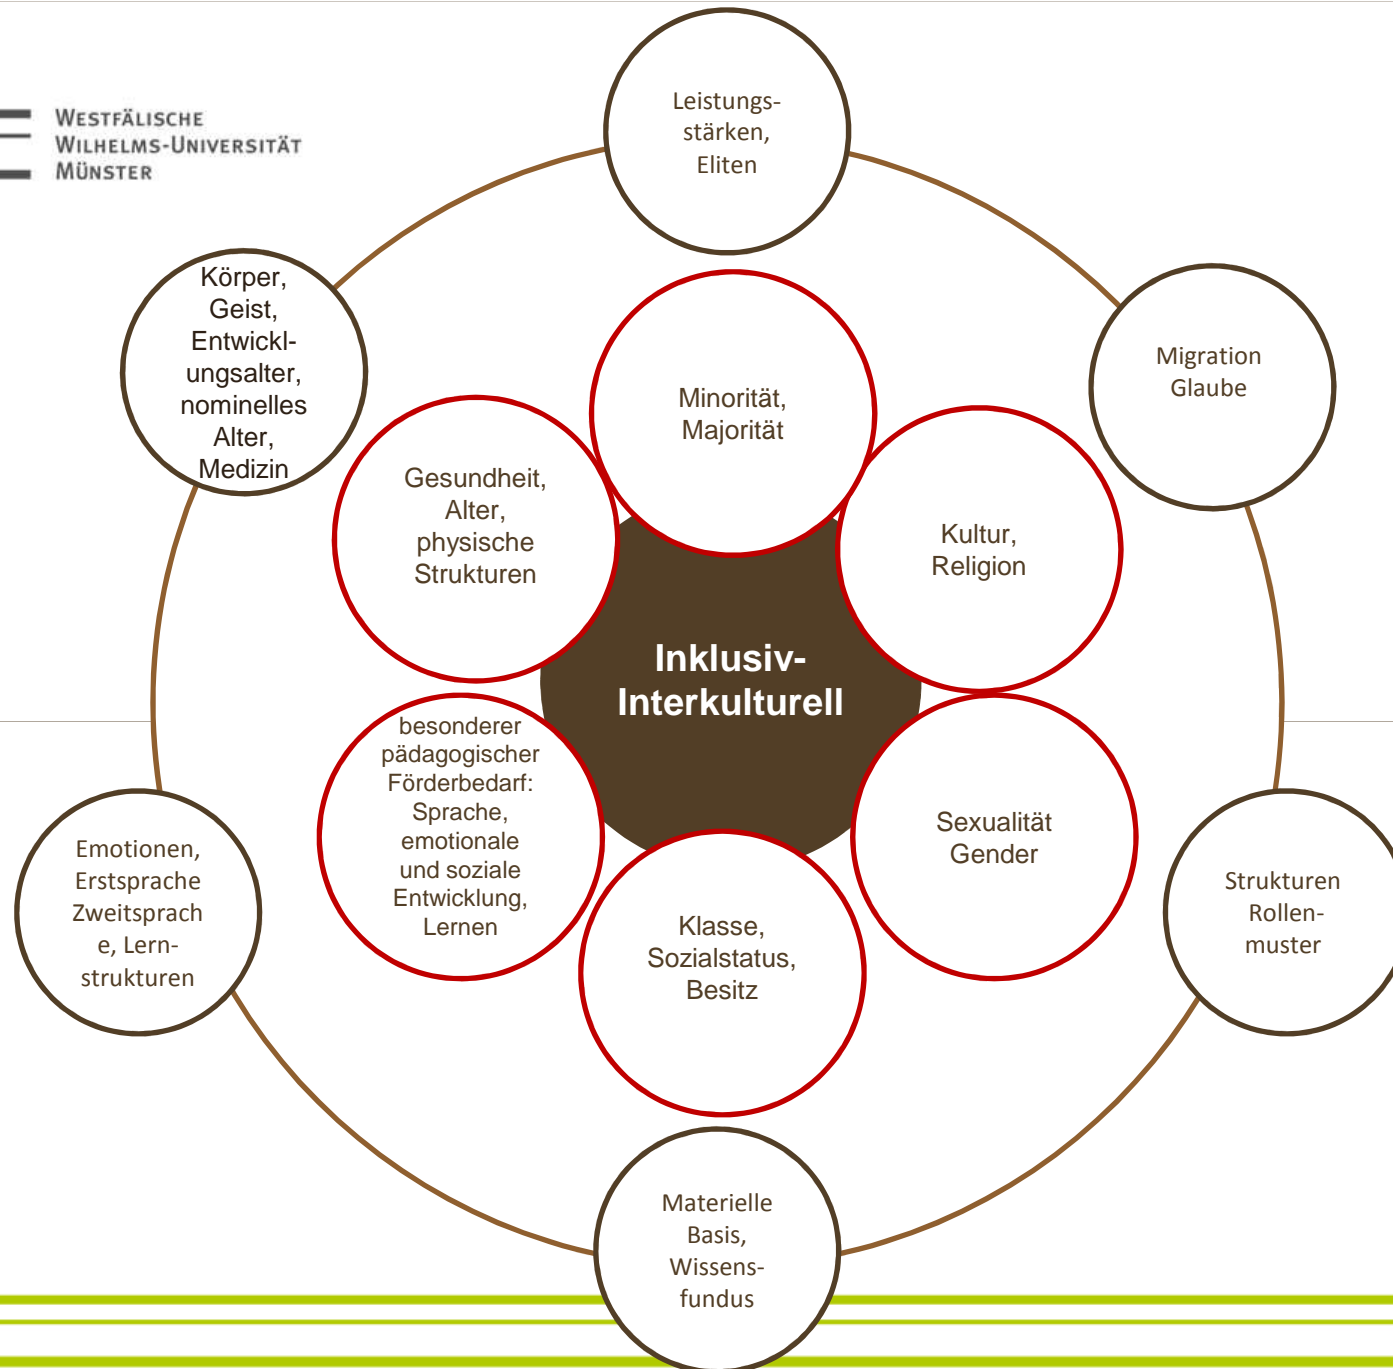 WESTFÄLISCHE
WILHELMS-UNIVERSITÄT
MÜNSTER
Leistungs-
stärken,
Eliten
Körper,
Geist,
Entwickl-
ungsalter,
nominelles
Alter,
Medizin
Migration
Glaube
Minorität,
Majorität
Gesundheit,
Alter,
physische
Strukturen
Kultur,
Religion
Inklusiv-
Interkulturell
besonderer
pädagogischer
Förderbedarf:
Sprache,
emotionale
und soziale
Entwicklung,
Lernen
Sexualität
Gender
Emotionen,
Erstsprache
Zweitsprach
e, Lern-
strukturen
Strukturen
Rollen-
muster
Klasse,
Sozialstatus,
Besitz
Materielle
Basis,
Wissens-
fundus